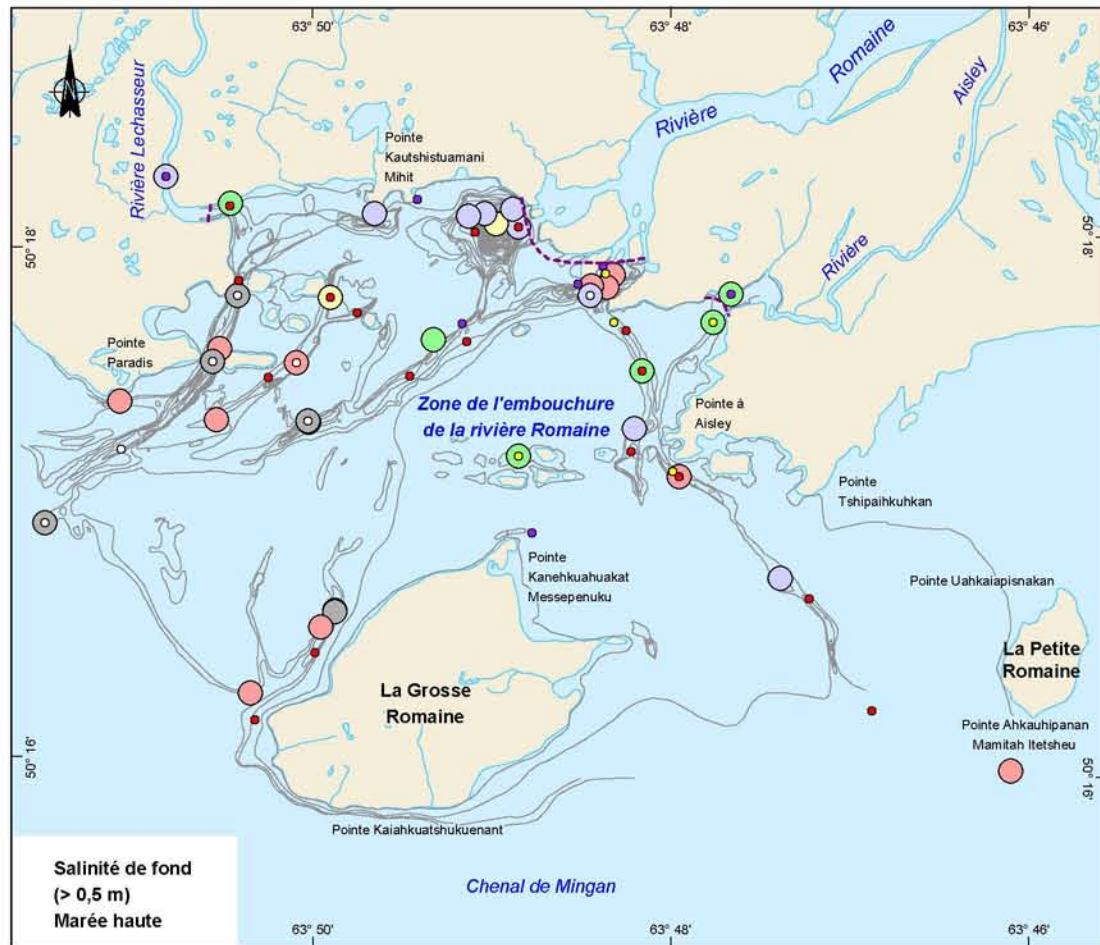 63° 50'
63° 48'
63° 46'
N
Rivière Lechasseur
Pointe
Kautshistuamani
Mihit
Rivière
Romaine
Aisley
Rivière
50° 18'
50° 18'
Pointe
Paradis
Zone de l'embouchure
de la rivière Romaine
Pointe à
Aisley
Pointe
Tshipaihkuhkan
Pointe
Kanehkuahuakat
Messepenuku
Pointe Uahkaiapisnakan
La Petite
Romaine
La Grosse
Romaine
Pointe Ahkauhipanan
Mamitah Itetsheu
50° 16'
50° 16'
Pointe Kaiahkuatshukuenant
Salinité de fond
(> 0,5 m)
Marée haute
Chenal de Mingan
63° 50'
63° 48'
63° 46'